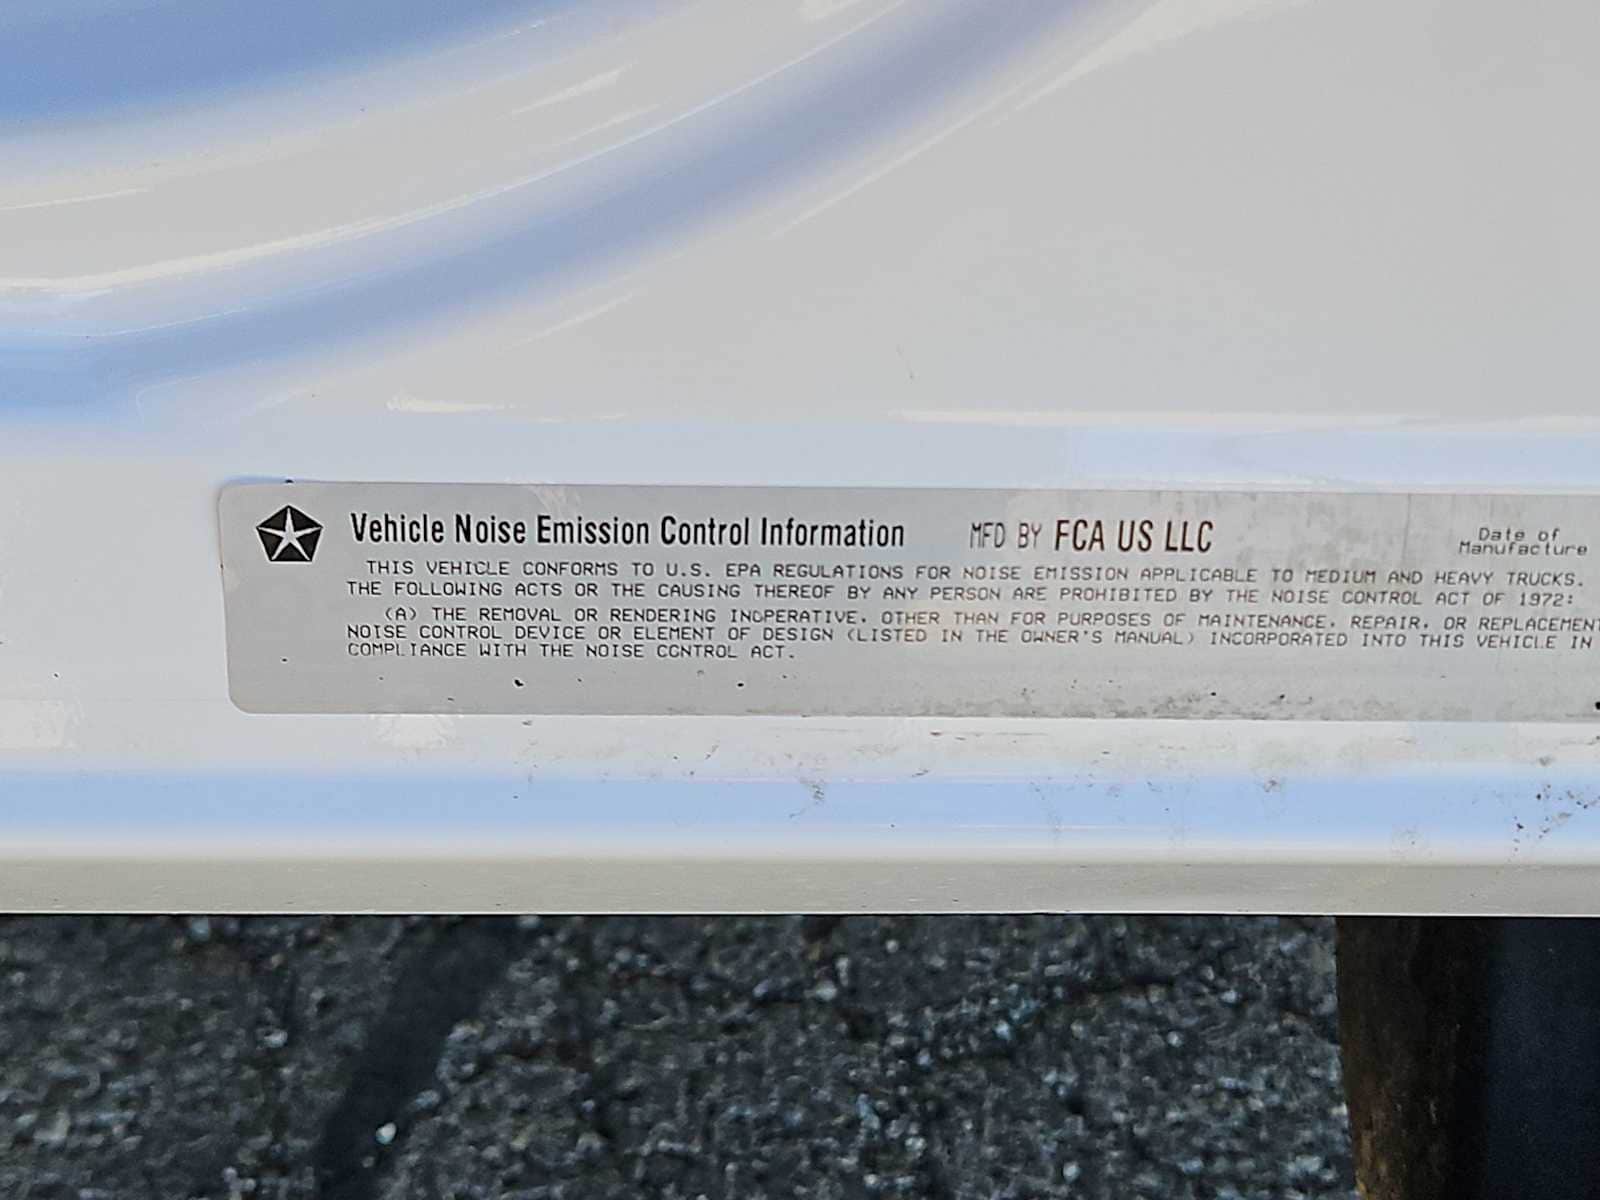 Vehicle Noise Emission Control Information MFD BY FCA US LLC Date of Manufacture
THIS VEHICLE CONFORMS TO U.S. EPA REGULATIONS FOR NOISE EMISSION APPLICABLE TO MEDIUM AND HEAVY TRUCKS.
THE FOLLOWING ACTS OR THE CAUSING THEREOF BY ANY PERSON ARE PROHIBITED BY THE NOISE CONTROL ACT OF 1972:
(A) THE REMOVAL OR RENDERING INOPERATIVE, OTHER THAN FOR PURPOSES OF MAINTENANCE, REPAIR, OR REPLACEMENT
NOISE CONTROL DEVICE OR ELEMENT OF DESIGN (LISTED IN THE OWNER'S MANUAL) INCORPORATED INTO THIS VEHICLE IN
COMPLIANCE WITH THE NOISE CONTROL ACT.